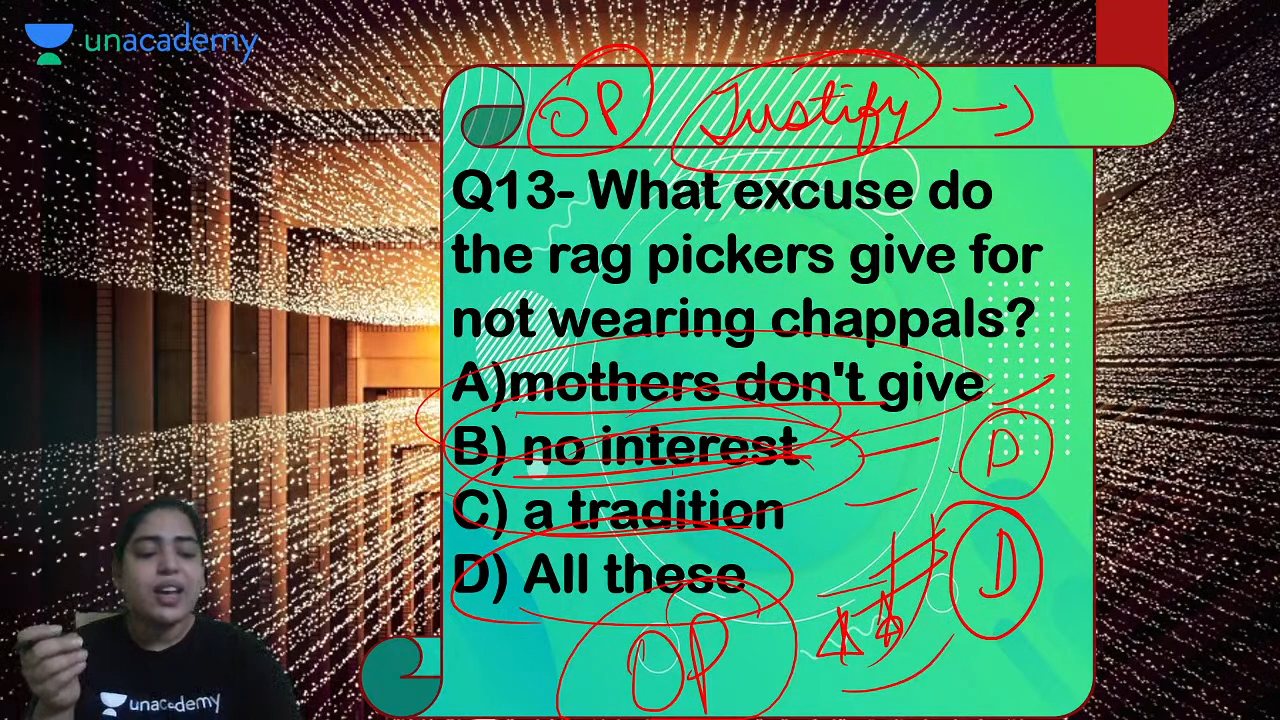 unacademy
OP Justify
Q13- What excuse do
the rag pickers give for
not wearing chappals?
A)mothers don't give
B) no interest
D
C) a tradition
D) All these
D
OP
unacademy